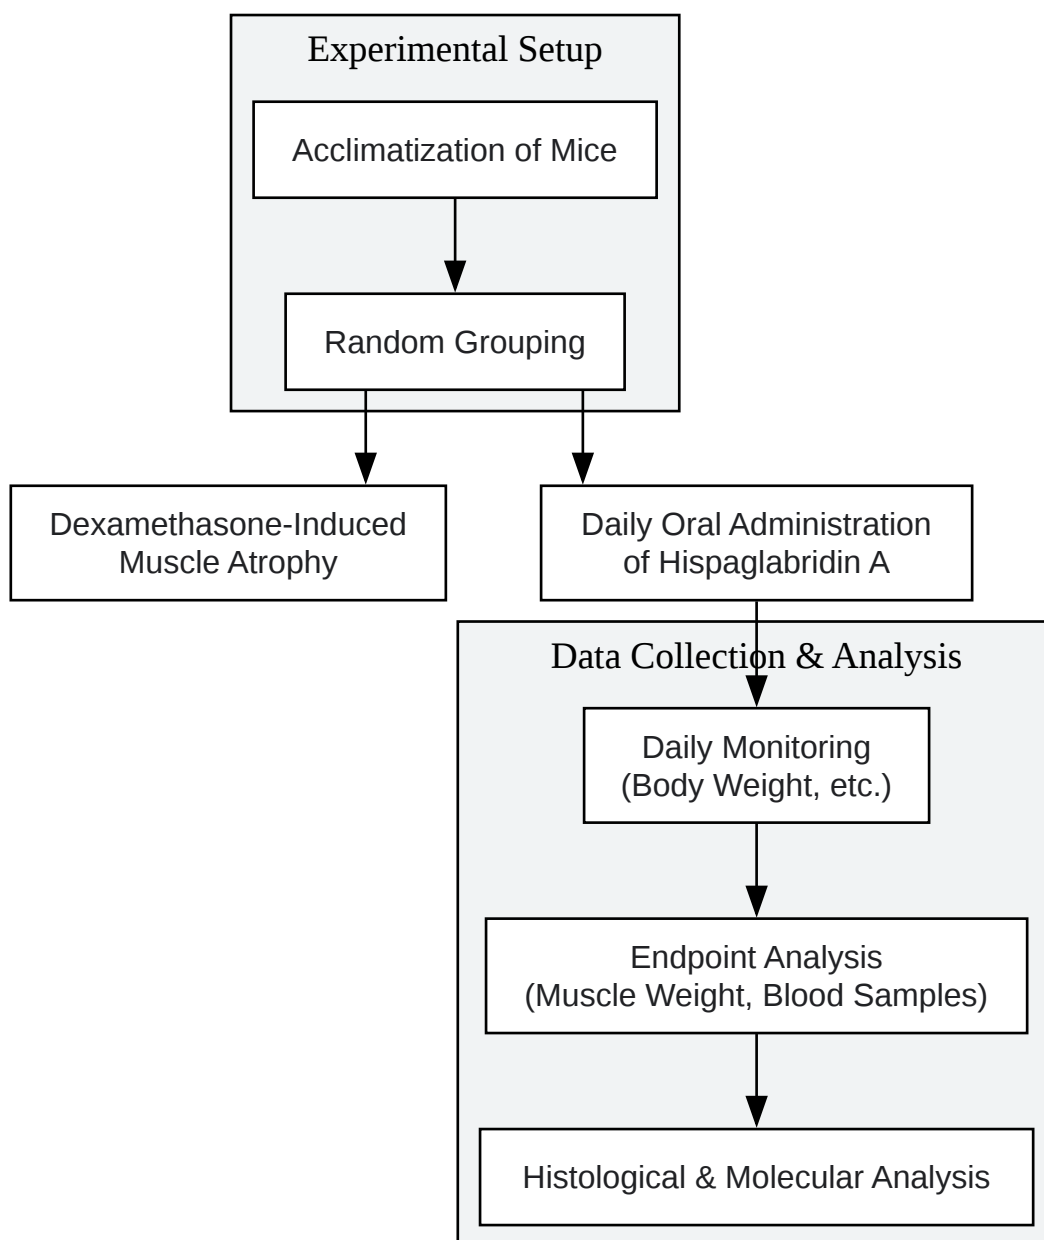 Experimental Setup
Acclimatization of Mice
Random Grouping
Dexamethasone-Induced
Muscle Atrophy
Daily Oral Administration
of Hispaglabridin A
Data Collection & Analysis
Daily Monitoring
(Body Weight, etc.)
Endpoint Analysis
(Muscle Weight, Blood Samples)
Histological & Molecular Analysis